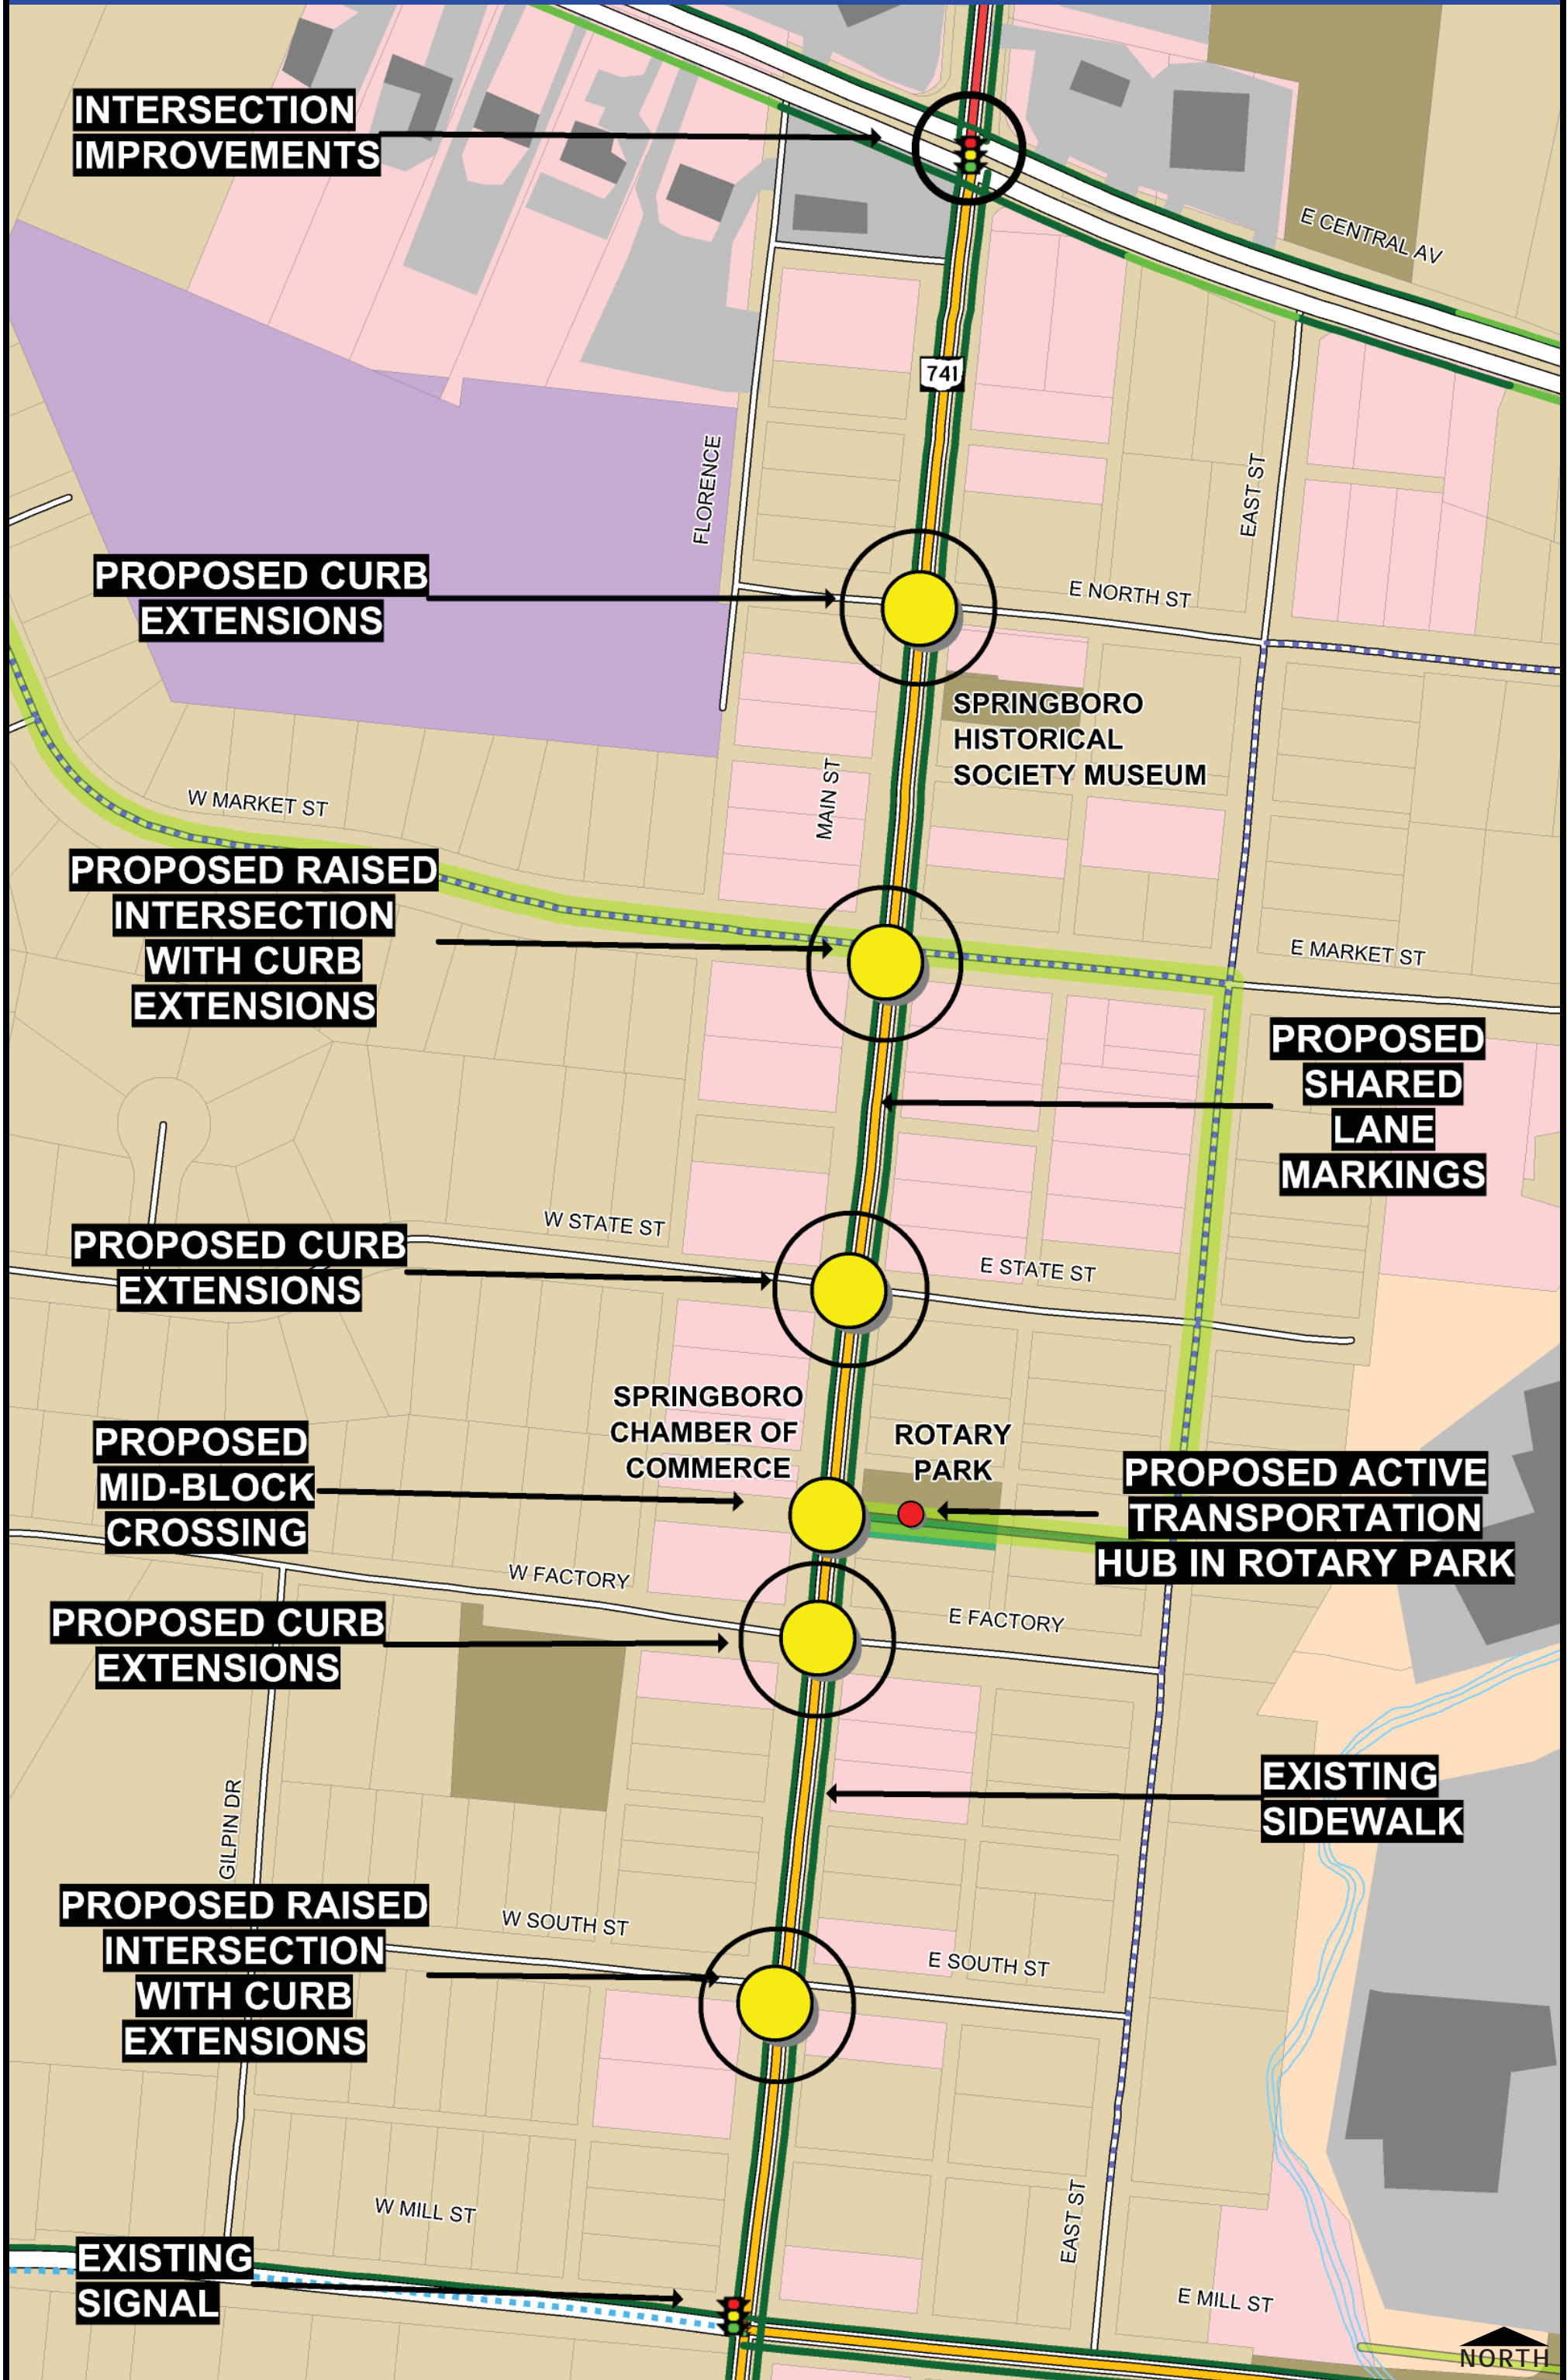 INTERSECTION
IMPROVEMENTS
E CENTRAL AV
741
FLORENCE
EAST ST
PROPOSED CURB
EXTENSIONS
E NORTH ST
SPRINGBORO
HISTORICAL
SOCIETY MUSEUM
MAIN ST
W MARKET ST
PROPOSED RAISED
INTERSECTION
WITH CURB
EXTENSIONS
E MARKET ST
PROPOSED
SHARED
LANE
MARKINGS
W STATE ST
PROPOSED CURB
EXTENSIONS
E STATE ST
SPRINGBORO
CHAMBER OF
COMMERCE
ROTARY
PARK
PROPOSED
MID-BLOCK
CROSSING
PROPOSED ACTIVE
TRANSPORTATION
HUB IN ROTARY PARK
W FACTORY
PROPOSED CURB
EXTENSIONS
E FACTORY
EXISTING
SIDEWALK
GILPIN DR
PROPOSED RAISED
INTERSECTION
WITH CURB
EXTENSIONS
W SOUTH ST
E SOUTH ST
W MILL ST
EAST ST
EXISTING
SIGNAL
E MILL ST
NORTH